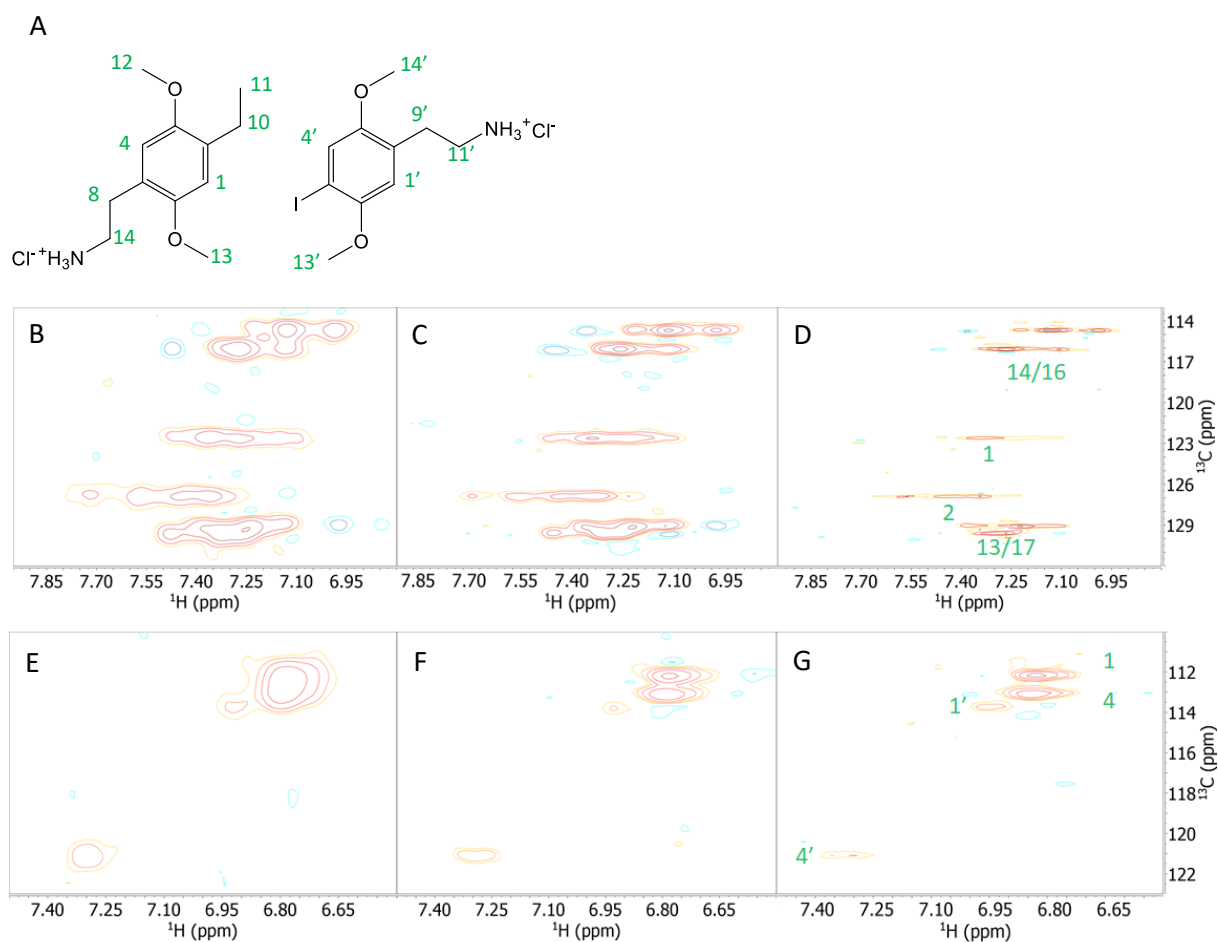 A
12
O
11
10
4
1
8
14
O
13
Cl- +H3N
14'
O
9'
NH3+Cl-
4'
11'
1'
I
O
13'
B
C
D
14/16
1
2
13/17
114
117
120
123
126
129
13C (ppm)
7.85 7.70 7.55 7.40 7.25 7.10 6.95
7.85 7.70 7.55 7.40 7.25 7.10 6.95
7.85 7.70 7.55 7.40 7.25 7.10 6.95
1H (ppm)
1H (ppm)
1H (ppm)
E
F
G
1
4
1'
4'
112
114
116
118
120
122
13C (ppm)
7.40 7.25 7.10 6.95 6.80 6.65
7.40 7.25 7.10 6.95 6.80 6.65
7.40 7.25 7.10 6.95 6.80 6.65
1H (ppm)
1H (ppm)
1H (ppm)